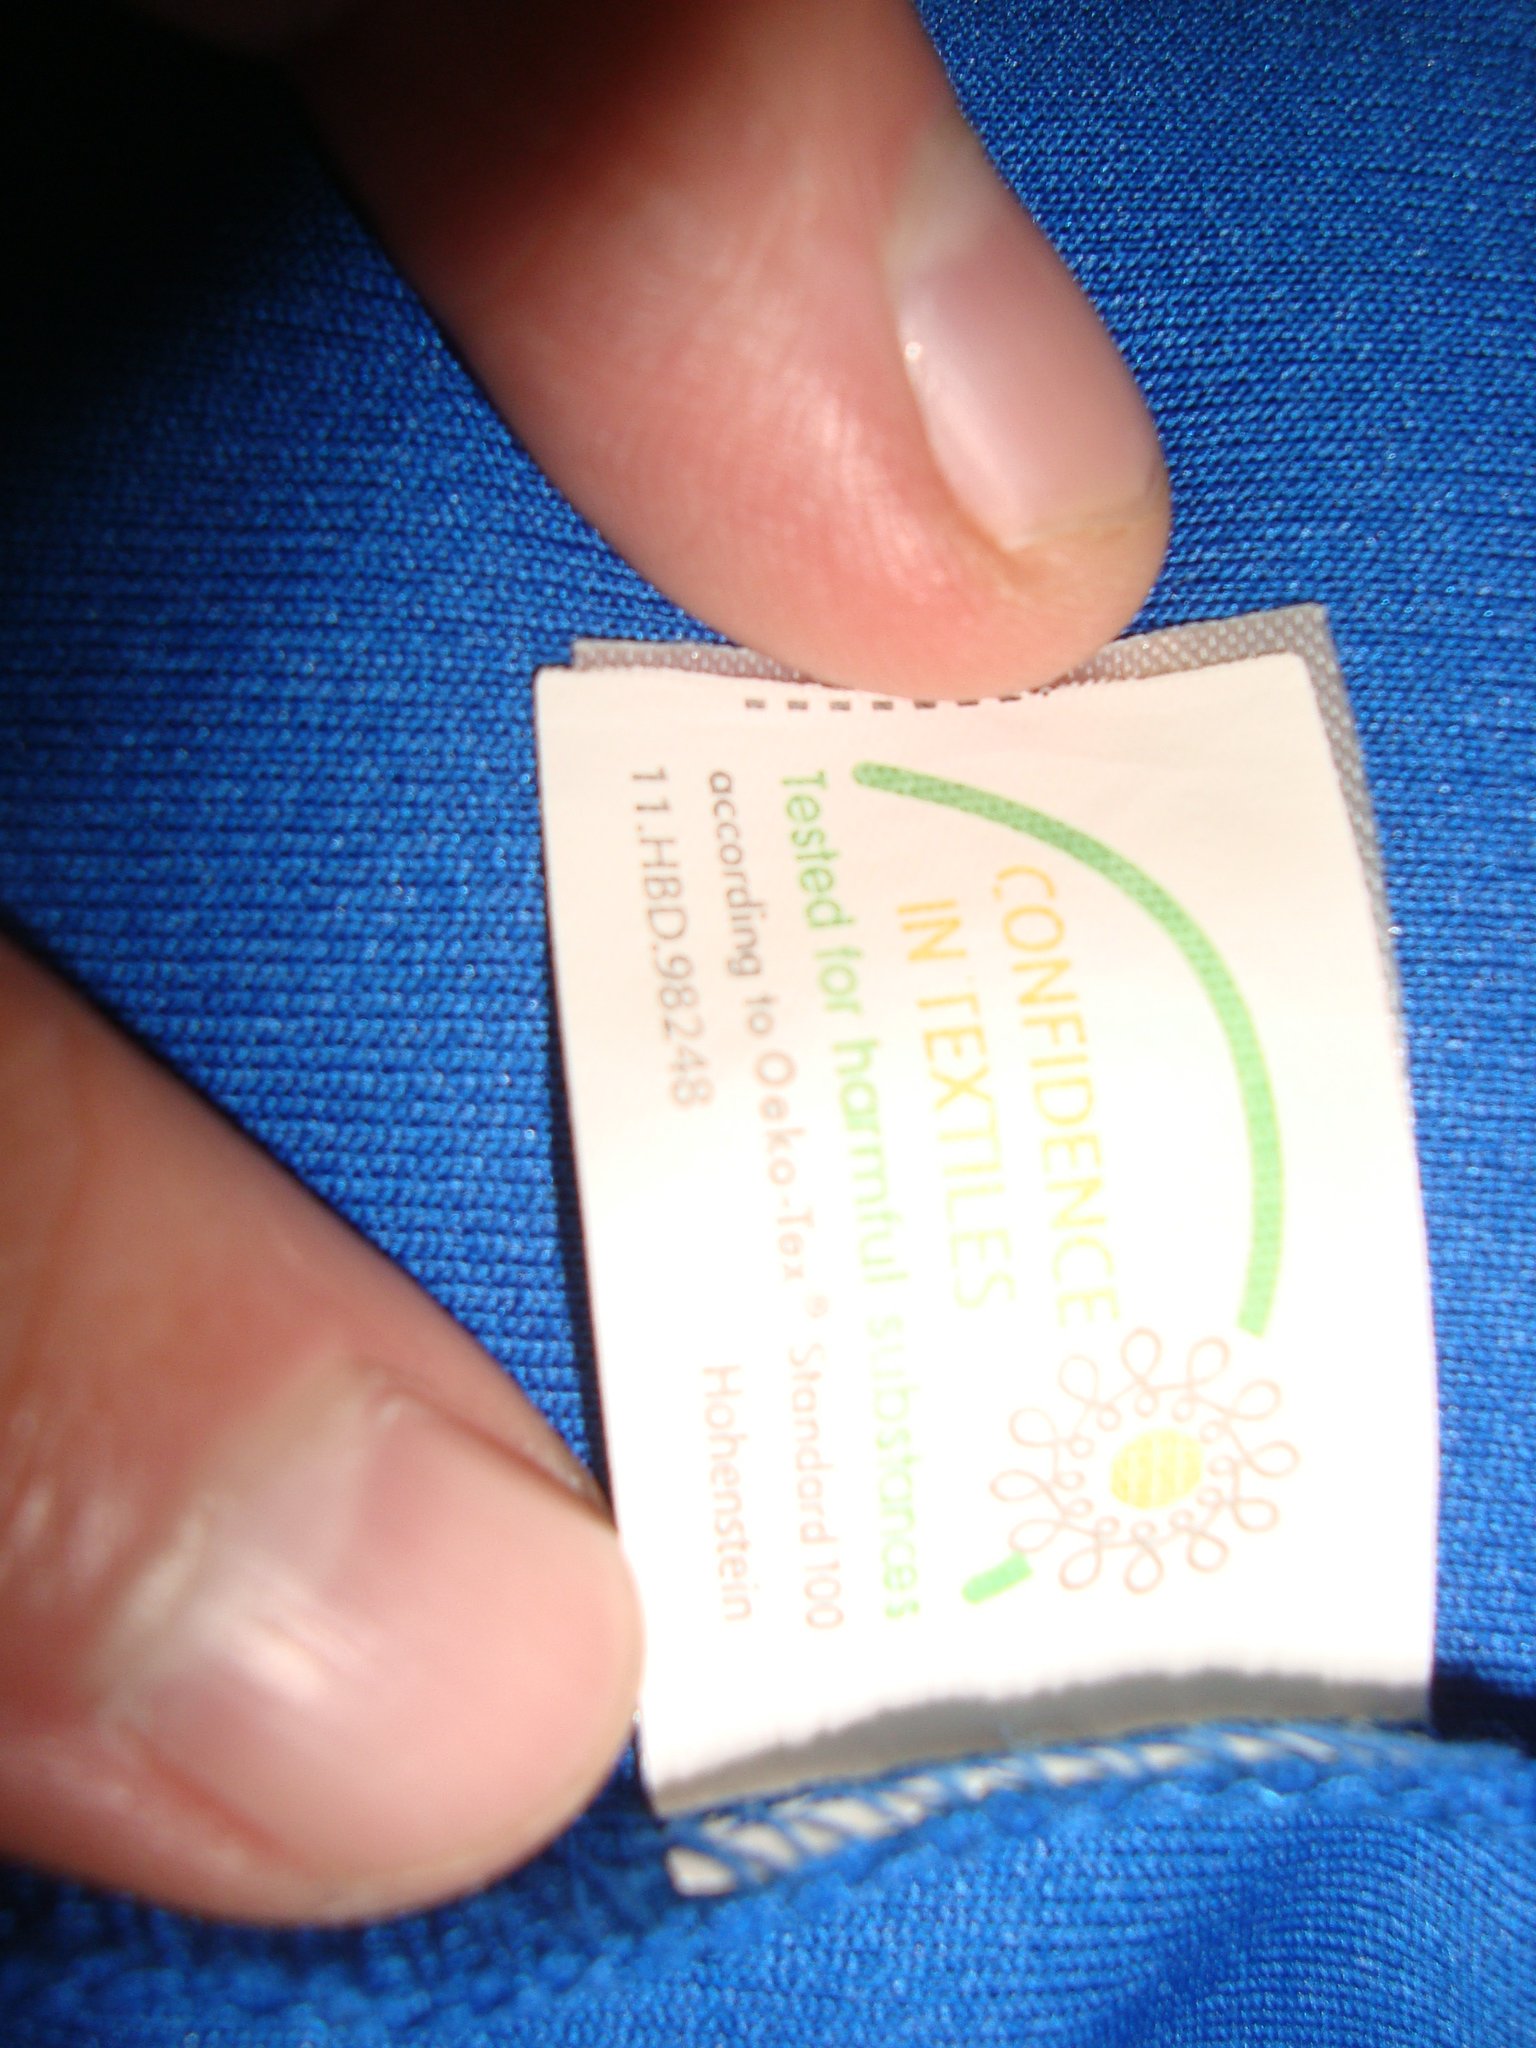 CONFIDENCE
IN TEXTILES
Tested for harmful substances
according to Oeko-Tex® Standard 100
11.HBD.98248 Hohenstein